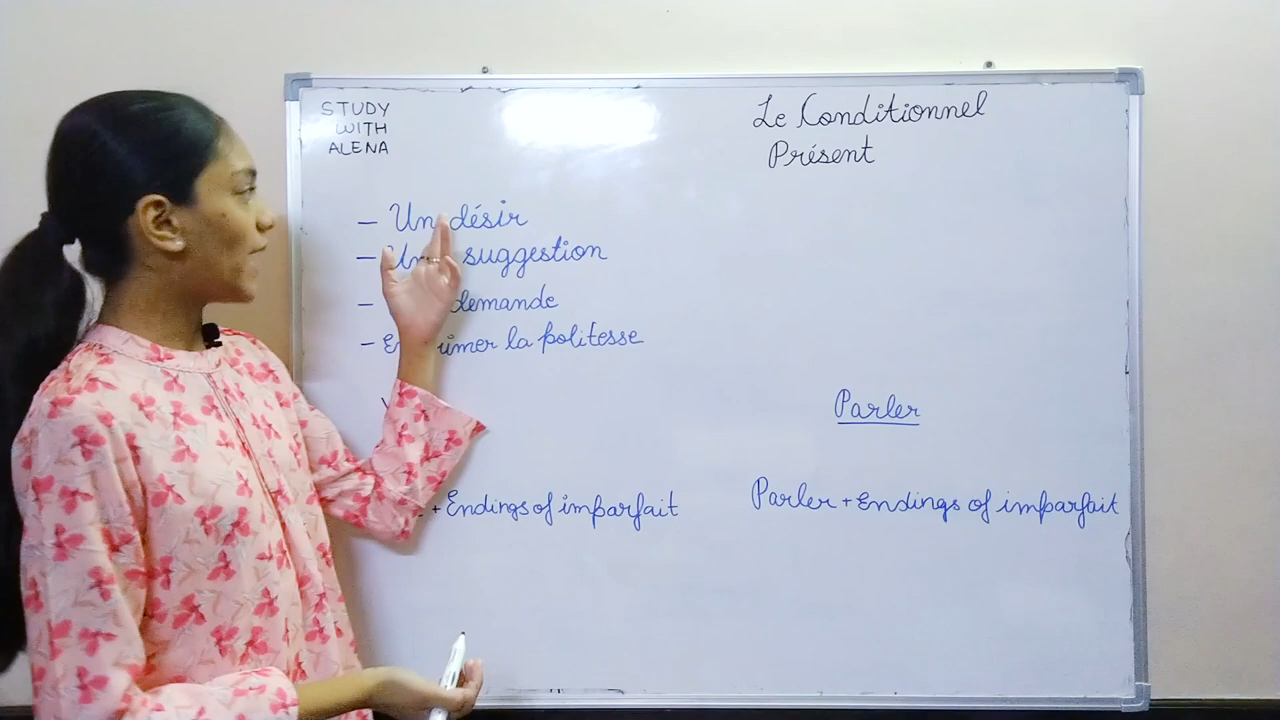 STUDY
WITH
ALENA
Le Conditionnel
Présent
– Un désir
– suggestion
– demande
– la politesse
Parler
+ Endings of imparfait
Parler + Endings of imparfait